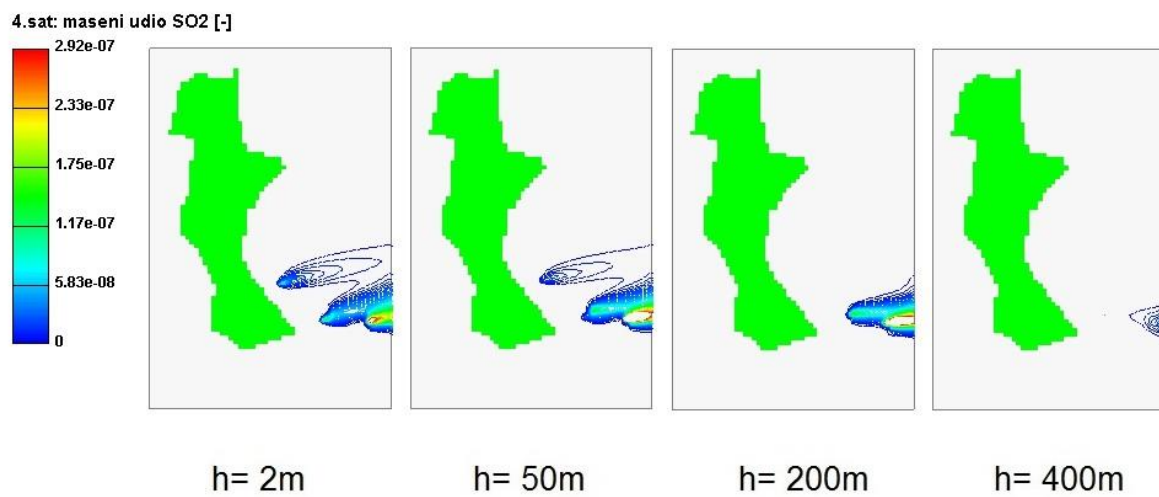 4.sat: maseni udio SO2 [-]
2.92e-07
2.33e-07
1.75e-07
1.17e-07
5.83e-08
0
h= 2m
h= 50m
h= 200m
h= 400m